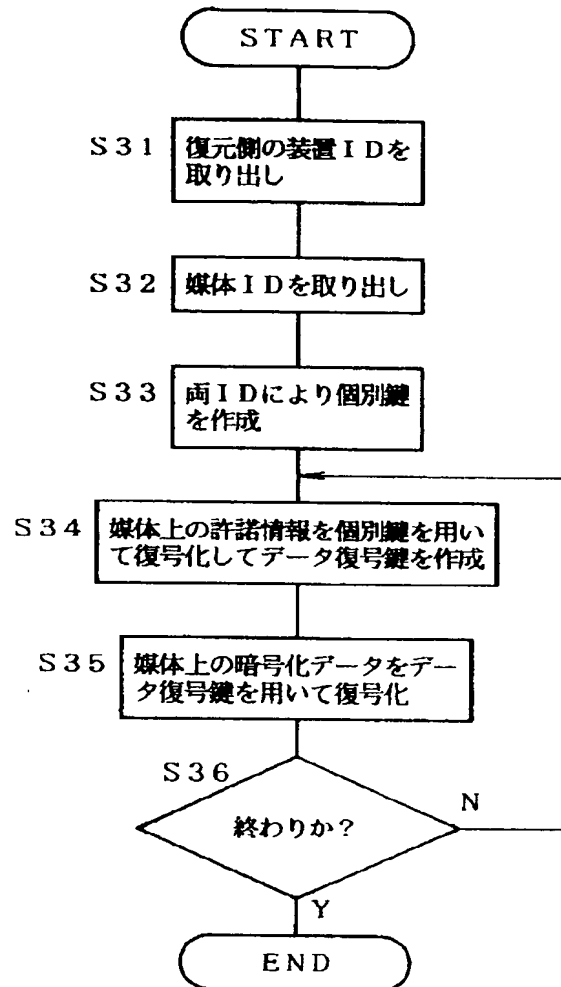 START
S31
復元側の装置IDを
取り出し
S32
媒体IDを取り出し
S33
両IDにより個別鍵
を作成
S34
媒体上の許諾情報を個別鍵を用い
て復号化してデータ復号鍵を作成
S35
媒体上の暗号化データをデー
タ復号鍵を用いて復号化
S36
終わりか？
N
Y
END